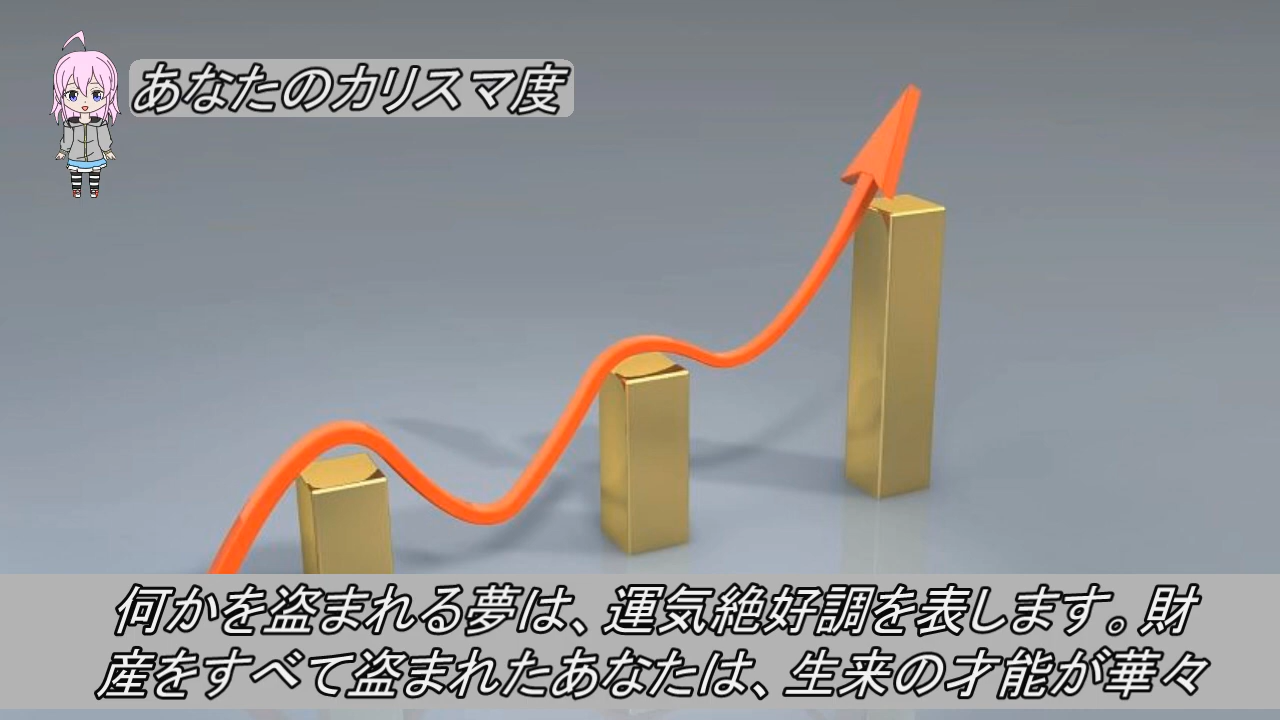 あなたのカリスマ度
何かを盗まれる夢は、運気絶好調を表します。財
産をすべて盗まれたあなたは、生来の才能が華々